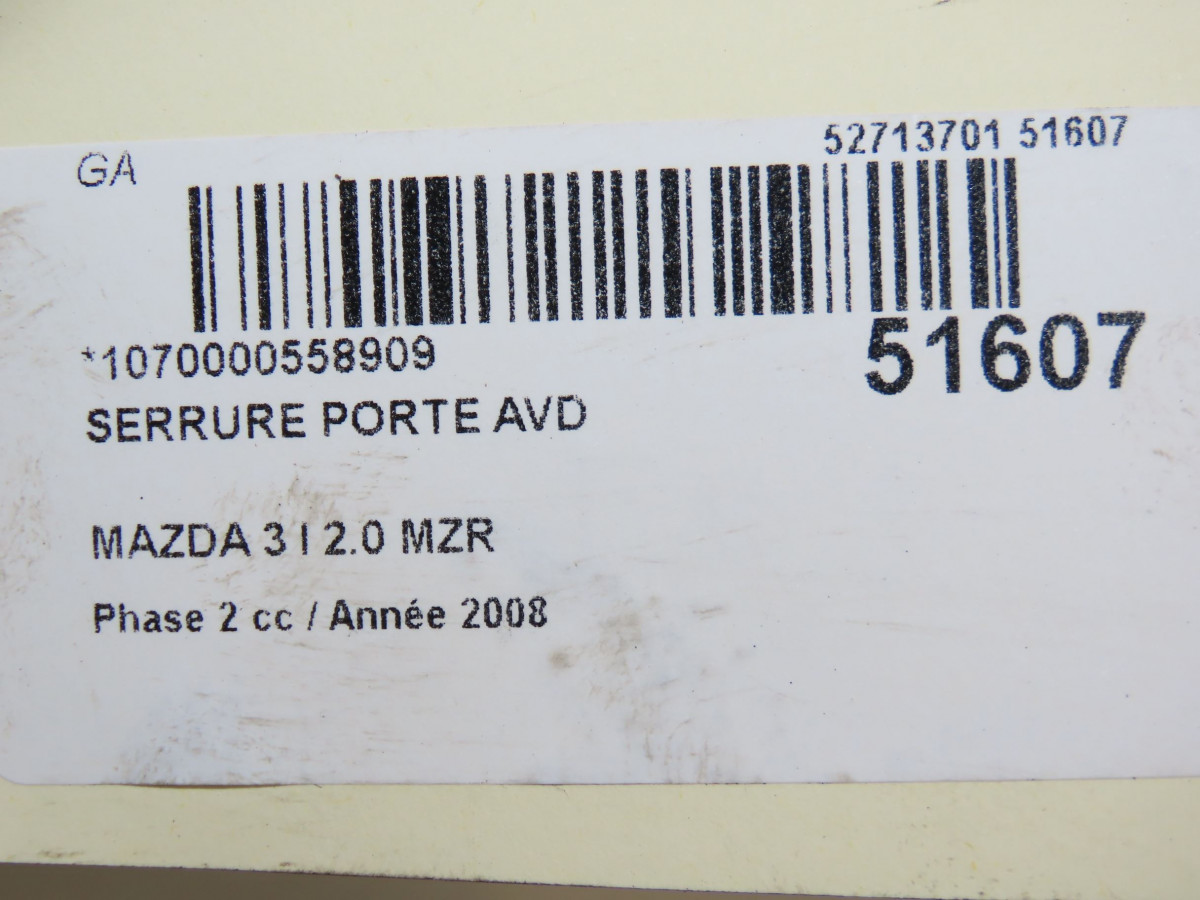 GA
52713701 51607
*1070000558909
51607
SERRURE PORTE AVD
MAZDA 3 I 2.0 MZR
Phase 2 cc / Année 2008